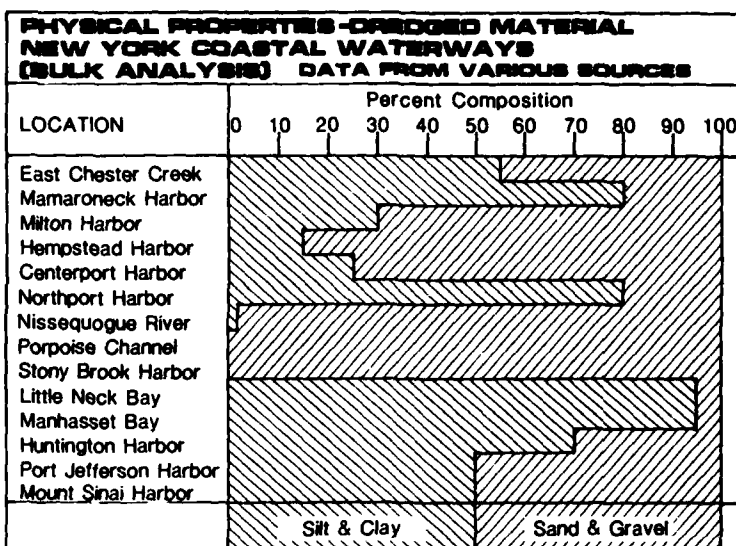 PHYSICAL PROPERTIES-DREDGED MATERIAL
NEW YORK COASTAL WATERWAYS
(BULK ANALYSIS) DATA FROM VARIOUS SOURCES
Percent Composition
LOCATION 0 10 20 30 40 50 60 70 80 90 100
East Chester Creek
Mamaroneck Harbor
Milton Harbor
Hempstead Harbor
Centerport Harbor
Northport Harbor
Nissequogue River
Porpoise Channel
Stony Brook Harbor
Little Neck Bay
Manhasset Bay
Huntington Harbor
Port Jefferson Harbor
Mount Sinai Harbor
Silt & Clay Sand & Gravel